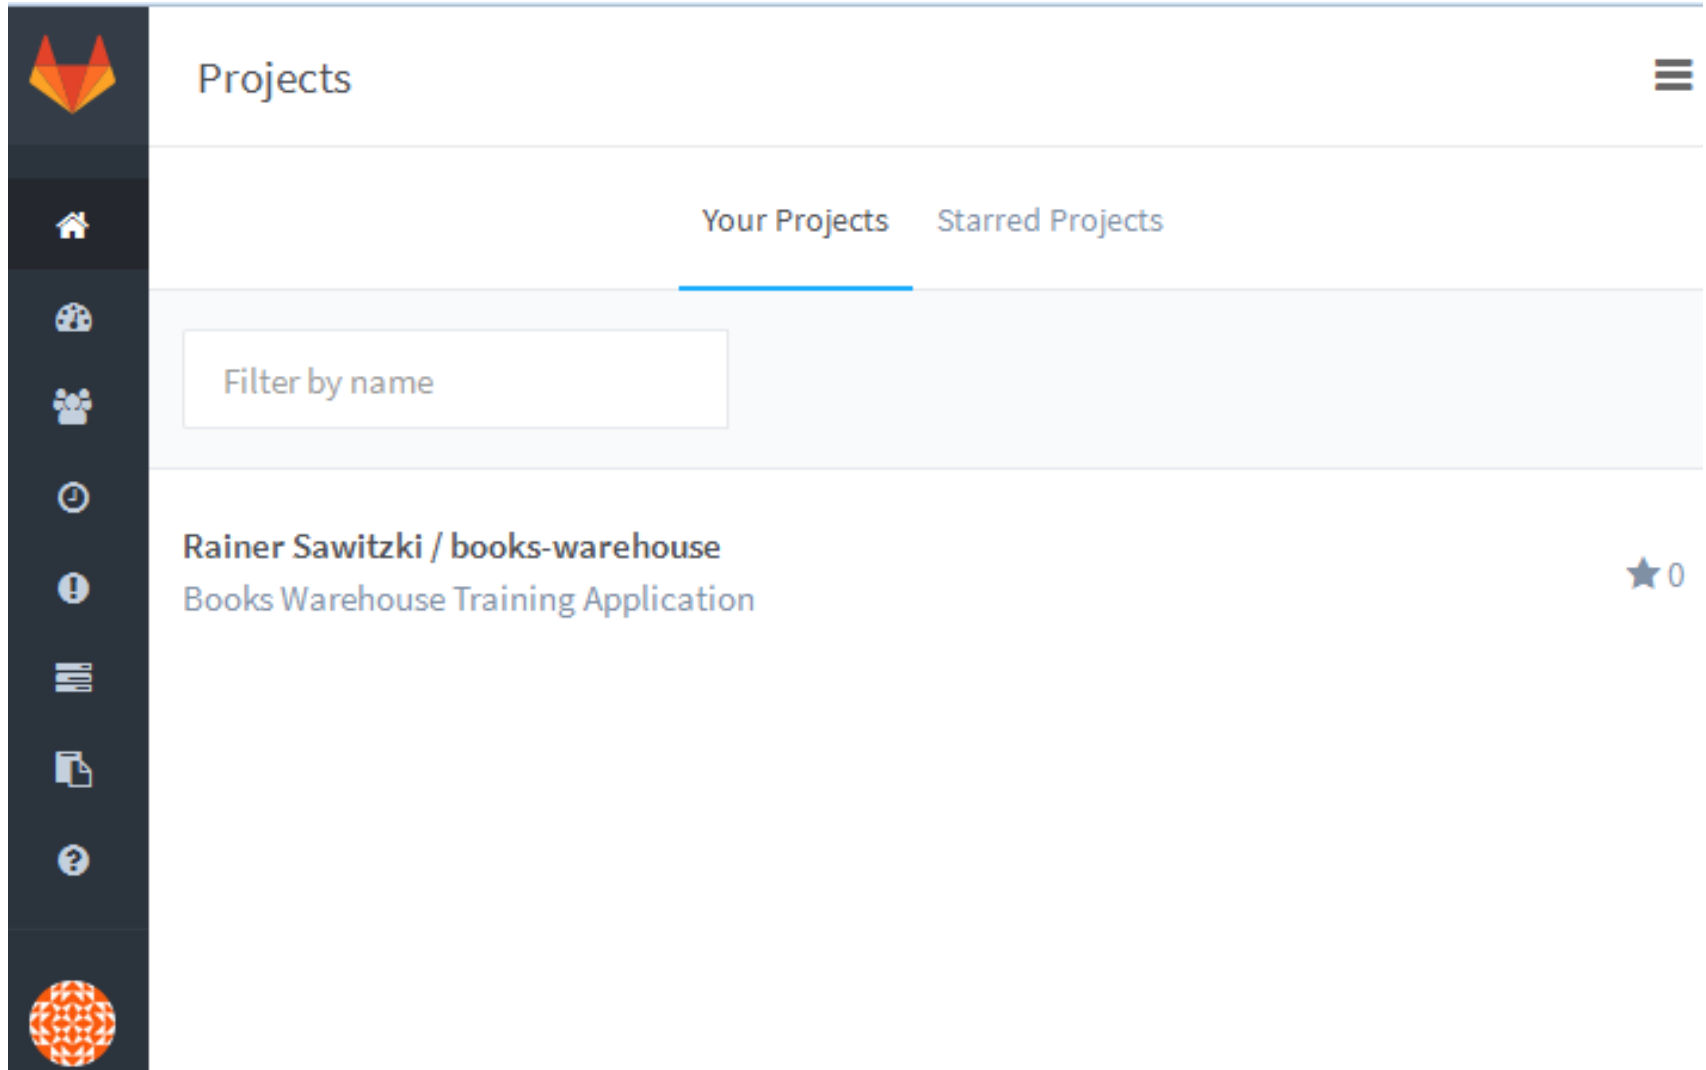 Projects
Your Projects Starred Projects
Filter by name
Rainer Sawitzki / books-warehouse
Books Warehouse Training Application
0